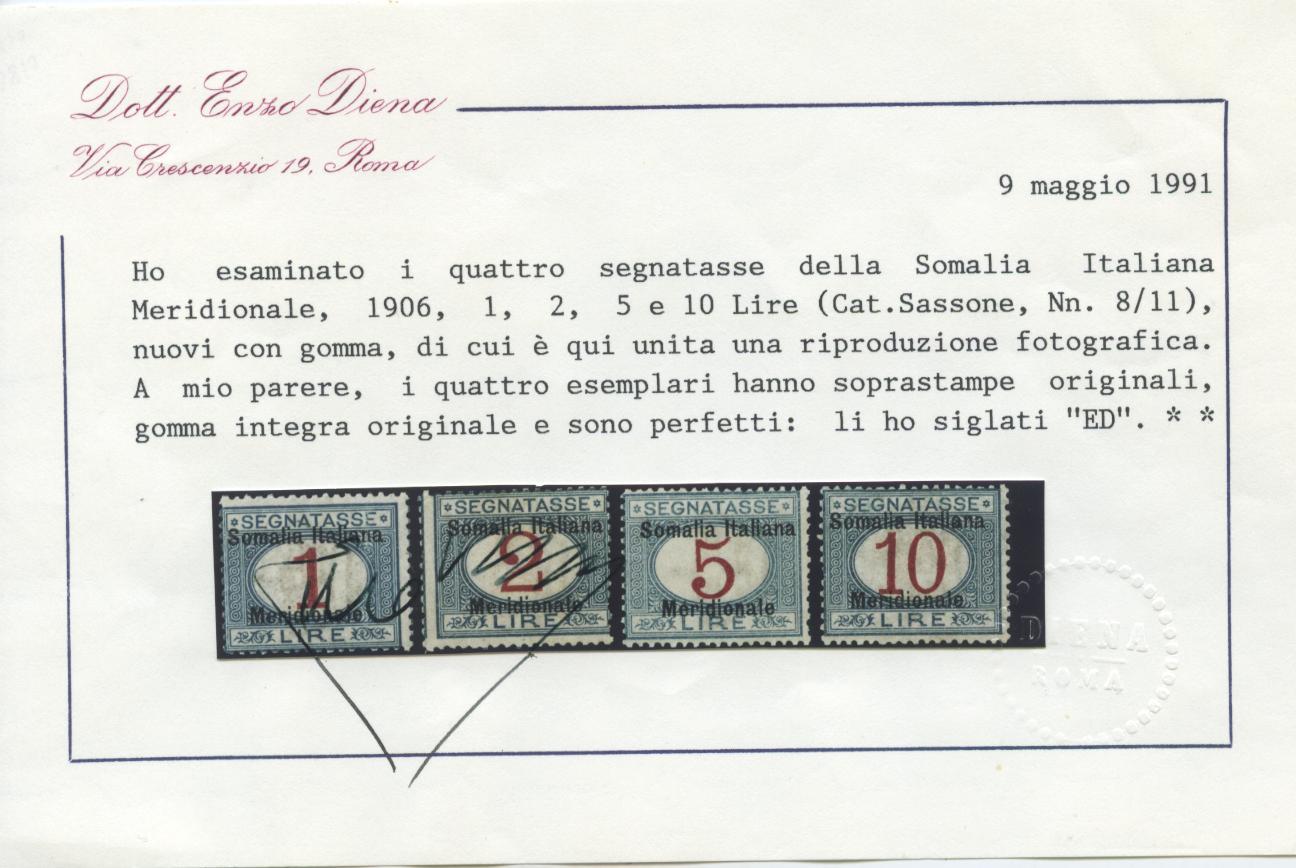 Dott. Enzo Diena
Via Crescenzio 19, Roma
9 maggio 1991
Ho esaminato i quattro segnatasse della Somalia Italiana
Meridionale, 1906, 1, 2, 5 e 10 Lire (Cat.Sassone, Nn. 8/11),
nuovi con gomma, di cui è qui unita una riproduzione fotografica.
A mio parere, i quattro esemplari hanno soprastampe originali,
gomma integra originale e sono perfetti: li ho siglati "ED". * *
SEGNATASSE
Somalia Italiana
1
Meridionale
LIRE
SEGNATASSE
Somalia Italiana
2
Meridionale
LIRE
SEGNATASSE
Somalia Italiana
5
Meridionale
LIRE
SEGNATASSE
Somalia Italiana
10
Meridionale
LIRE
DIENA
ROMA